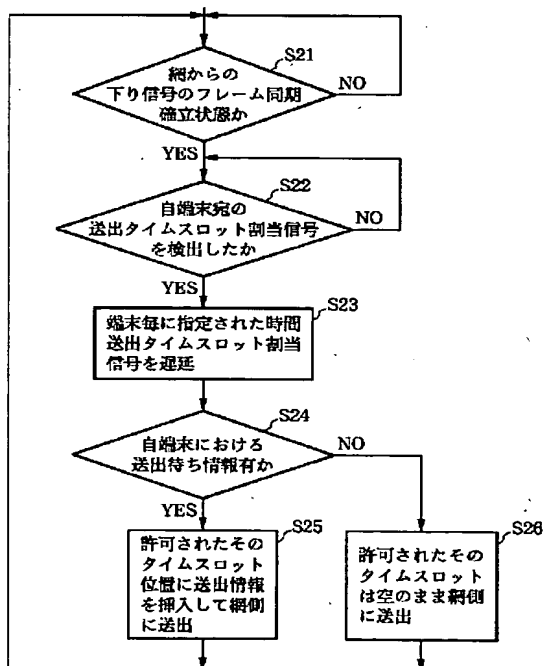 S21
網からの
下り信号のフレーム同期
確立状態か
NO
YES
S22
自端末宛の
送出タイムスロット割当信号
を検出したか
NO
YES
S23
端末毎に指定された時間
送出タイムスロット割当
信号を遅延
S24
自端末における
送出待ち情報有か
NO
YES
S25
許可されたその
タイムスロット
位置に送出情報
を挿入して網側
に送出
S26
許可されたその
タイムスロット
は空のまま網側
に送出